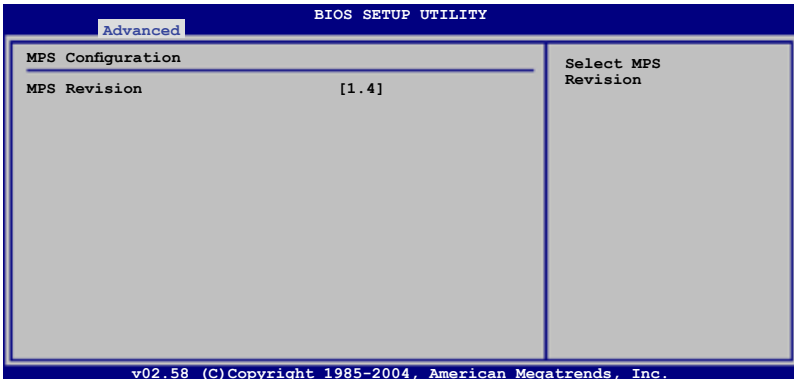 BIOS SETUP UTILITY
Advanced
MPS Configuration
MPS Revision [1.4]
Select MPS
Revision
v02.58 (C)Copyright 1985-2004, American Megatrends, Inc.